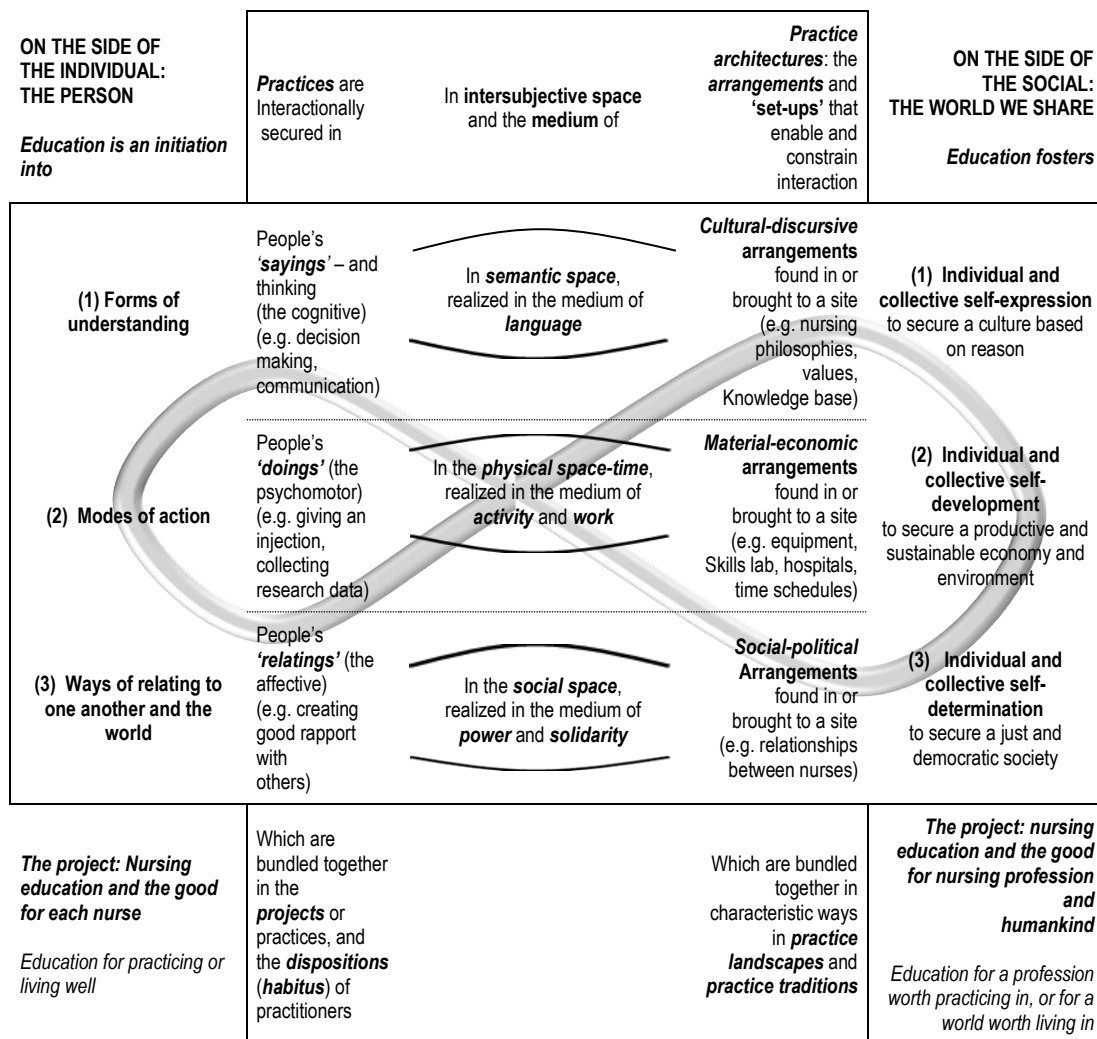 ON THE SIDE OF
THE INDIVIDUAL:
THE PERSON
Education is an initiation
into
Practices are
Interactionally
secured in
In intersubjective space
and the medium of
Practice
architectures: the
arrangements and
‘set-ups’ that
enable and
constrain
interaction
ON THE SIDE OF
THE SOCIAL:
THE WORLD WE SHARE
Education fosters
(1) Forms of
understanding
People’s
‘sayings’ – and
thinking
(the cognitive)
(e.g. decision
making,
communication)
In semantic space,
realized in the medium of
language
Cultural-discursive
arrangements
found in or
brought to a site
(e.g. nursing
philosophies,
values,
Knowledge base)
(1) Individual and
collective self-expression
to secure a culture based
on reason
(2) Modes of action
People’s
‘doings’ (the
psychomotor)
(e.g. giving an
injection,
collecting
research data)
In the physical space-time,
realized in the medium of
activity and work
Material-economic
arrangements
found in or
brought to a site
(e.g. equipment,
Skills lab, hospitals,
time schedules)
(2) Individual and
collective self-
development
to secure a productive and
sustainable economy and
environment
(3) Ways of relating to
one another and the
world
People’s
‘relatings’ (the
affective)
(e.g. creating
good rapport
with
others)
In the social space,
realized in the medium of
power and solidarity
Social-political
Arrangements
found in or
brought to a site
(e.g. relationships
between nurses)
(3) Individual and
collective self-
determination
to secure a just and
democratic society
The project: Nursing
education and the good
for each nurse
Education for practicing or
living well
Which are
bundled together
in the
projects or
practices, and
the dispositions
(habitus) of
practitioners
Which are bundled
together in
characteristic ways
in practice
landscapes and
practice traditions
The project: nursing
education and the good
for nursing profession
and
humankind
Education for a profession
worth practicing in, or for a
world worth living in